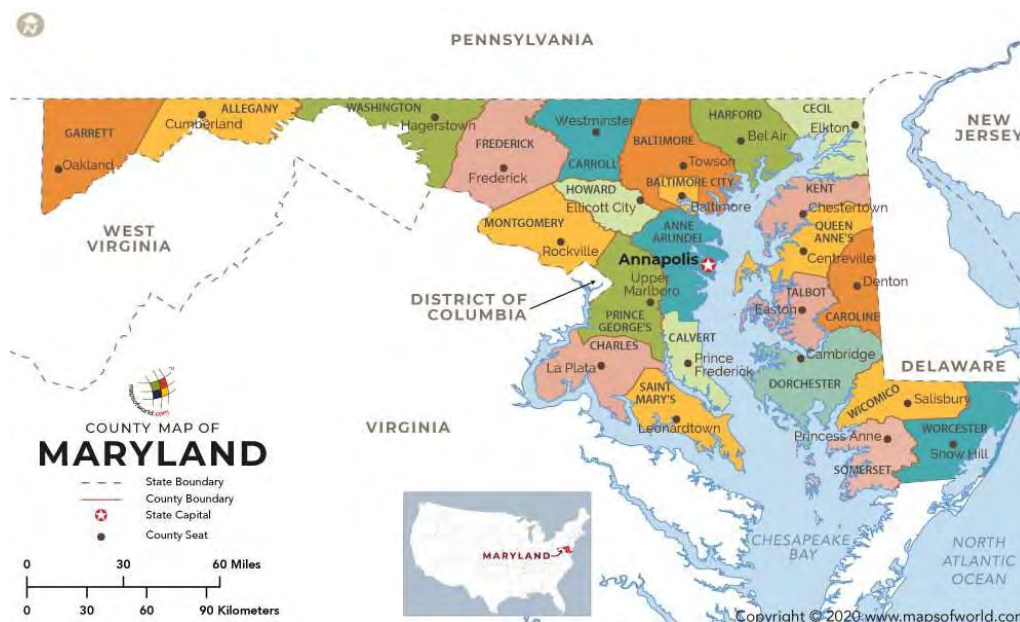 PENNSYLVANIA
NEW
JERSEY
WEST
VIRGINIA
VIRGINIA
DELAWARE
DISTRICT OF
COLUMBIA
GARRETT
Oakland
ALLEGANY
Cumberland
WASHINGTON
Hagerstown
FREDERICK
Frederick
Westminster
CARROLL
BALTIMORE
Towson
BALTIMORE CITY
Baltimore
HARFORD
Bel Air
CECIL
Elkton
HOWARD
Ellicott City
MONTGOMERY
Rockville
ANNE
ARUNDEL
Annapolis
Upper
Marlboro
PRINCE
GEORGE'S
KENT
Chestertown
QUEEN
ANNE'S
Centreville
TALBOT
Easton
Denton
CAROLINE
CHARLES
La Plata
CALVERT
Prince
Frederick
SAINT
MARY'S
Leonardtown
Cambridge
DORCHESTER
WICOMICO
Salisbury
WORCESTER
Snow Hill
Princess Anne
SOMERSET
CHESAPEAKE
BAY
NORTH
ATLANTIC
OCEAN
mapsofworld.com
COUNTY MAP OF
MARYLAND
State Boundary
County Boundary
State Capital
County Seat
0 30 60 Miles
0 30 60 90 Kilometers
MARYLAND
Copyright © 2020 www.mapsofworld.com